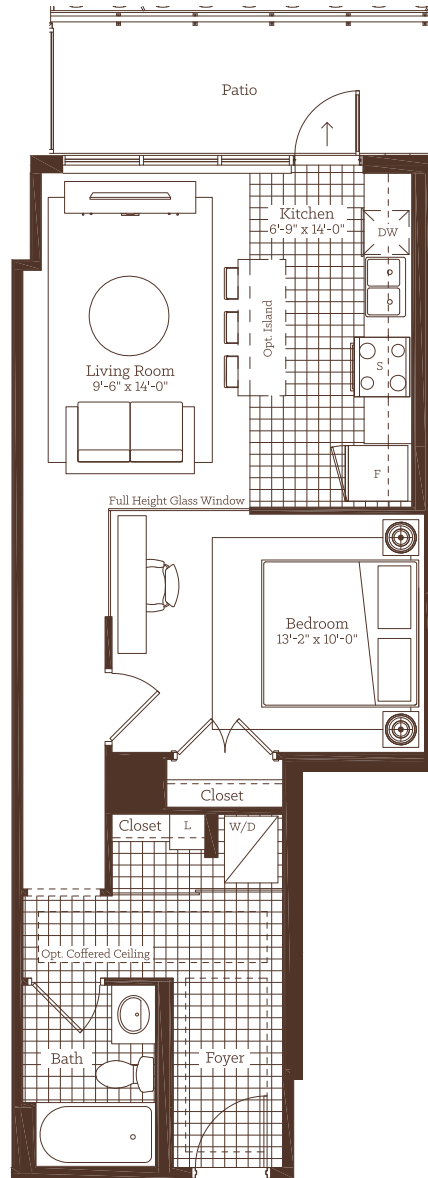 Patio
Kitchen
6'-9" x 14'-0"
DW
Opt. Island
Living Room
9'-6" x 14'-0"
S
F
Full Height Glass Window
Bedroom
13'-2" x 10'-0"
Closet
Closet
L
W/D
Opt. Coffered Ceiling
Bath
Foyer